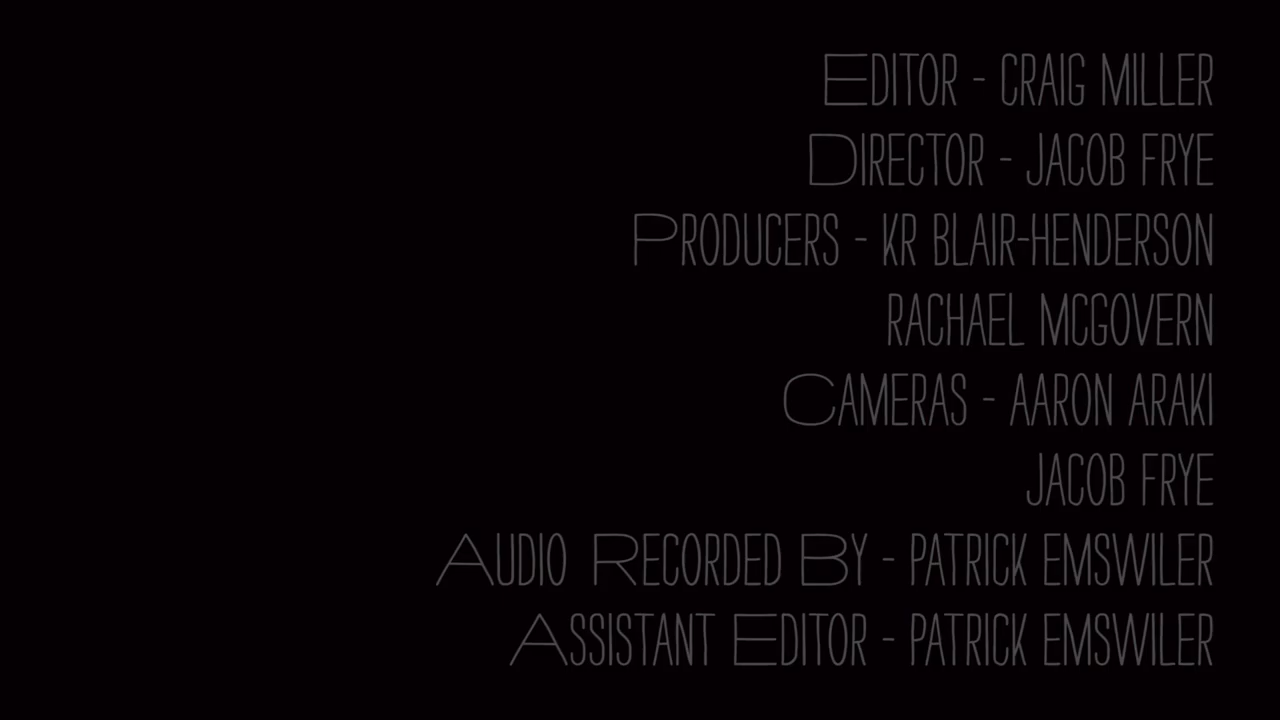 Editor - CRAIG MILLER
Director - JACOB FRYE
Producers - KR BLAIR-HENDERSON
RACHAEL MCGOVERN
Cameras - AARON ARAKI
JACOB FRYE
Audio Recorded By - PATRICK EMSWILER
Assistant Editor - PATRICK EMSWILER